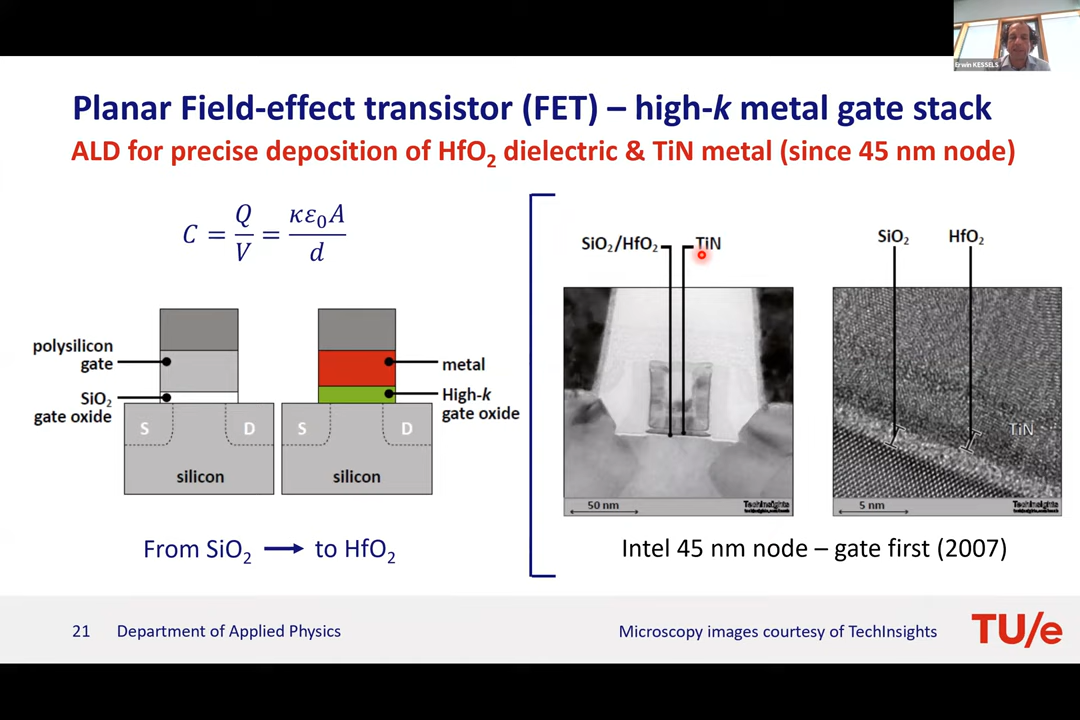 Erwin KESSELS
Planar Field-effect transistor (FET) – high-k metal gate stack
ALD for precise deposition of HfO₂ dielectric & TiN metal (since 45 nm node)
C = Q/V = κε₀A/d
polysilicon
gate
SiO₂
gate oxide
S
D
silicon
metal
High-k
gate oxide
S
D
silicon
From SiO₂ → to HfO₂
SiO₂/HfO₂
TiN
50 nm
TechInsights
SiO₂
HfO₂
TiN
5 nm
TechInsights
Intel 45 nm node – gate first (2007)
21
Department of Applied Physics
Microscopy images courtesy of TechInsights
TU/e